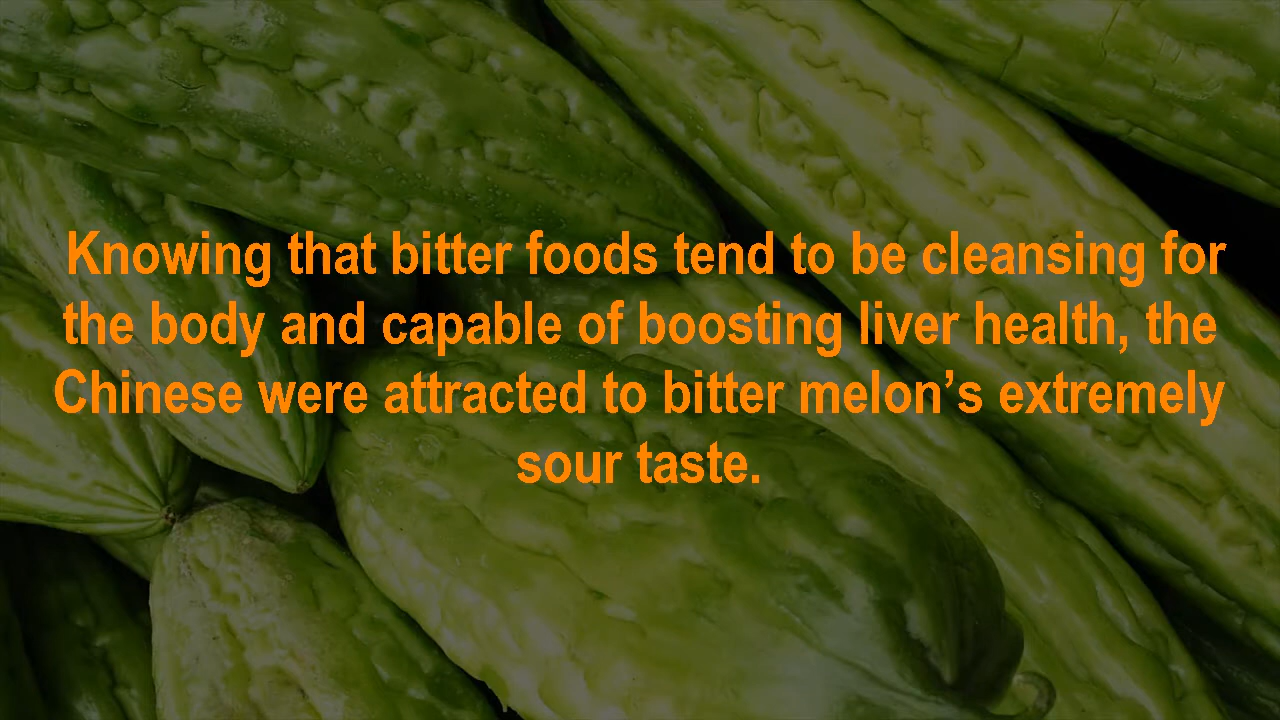 Knowing that bitter foods tend to be cleansing for
the body and capable of boosting liver health, the
Chinese were attracted to bitter melon’s extremely
sour taste.